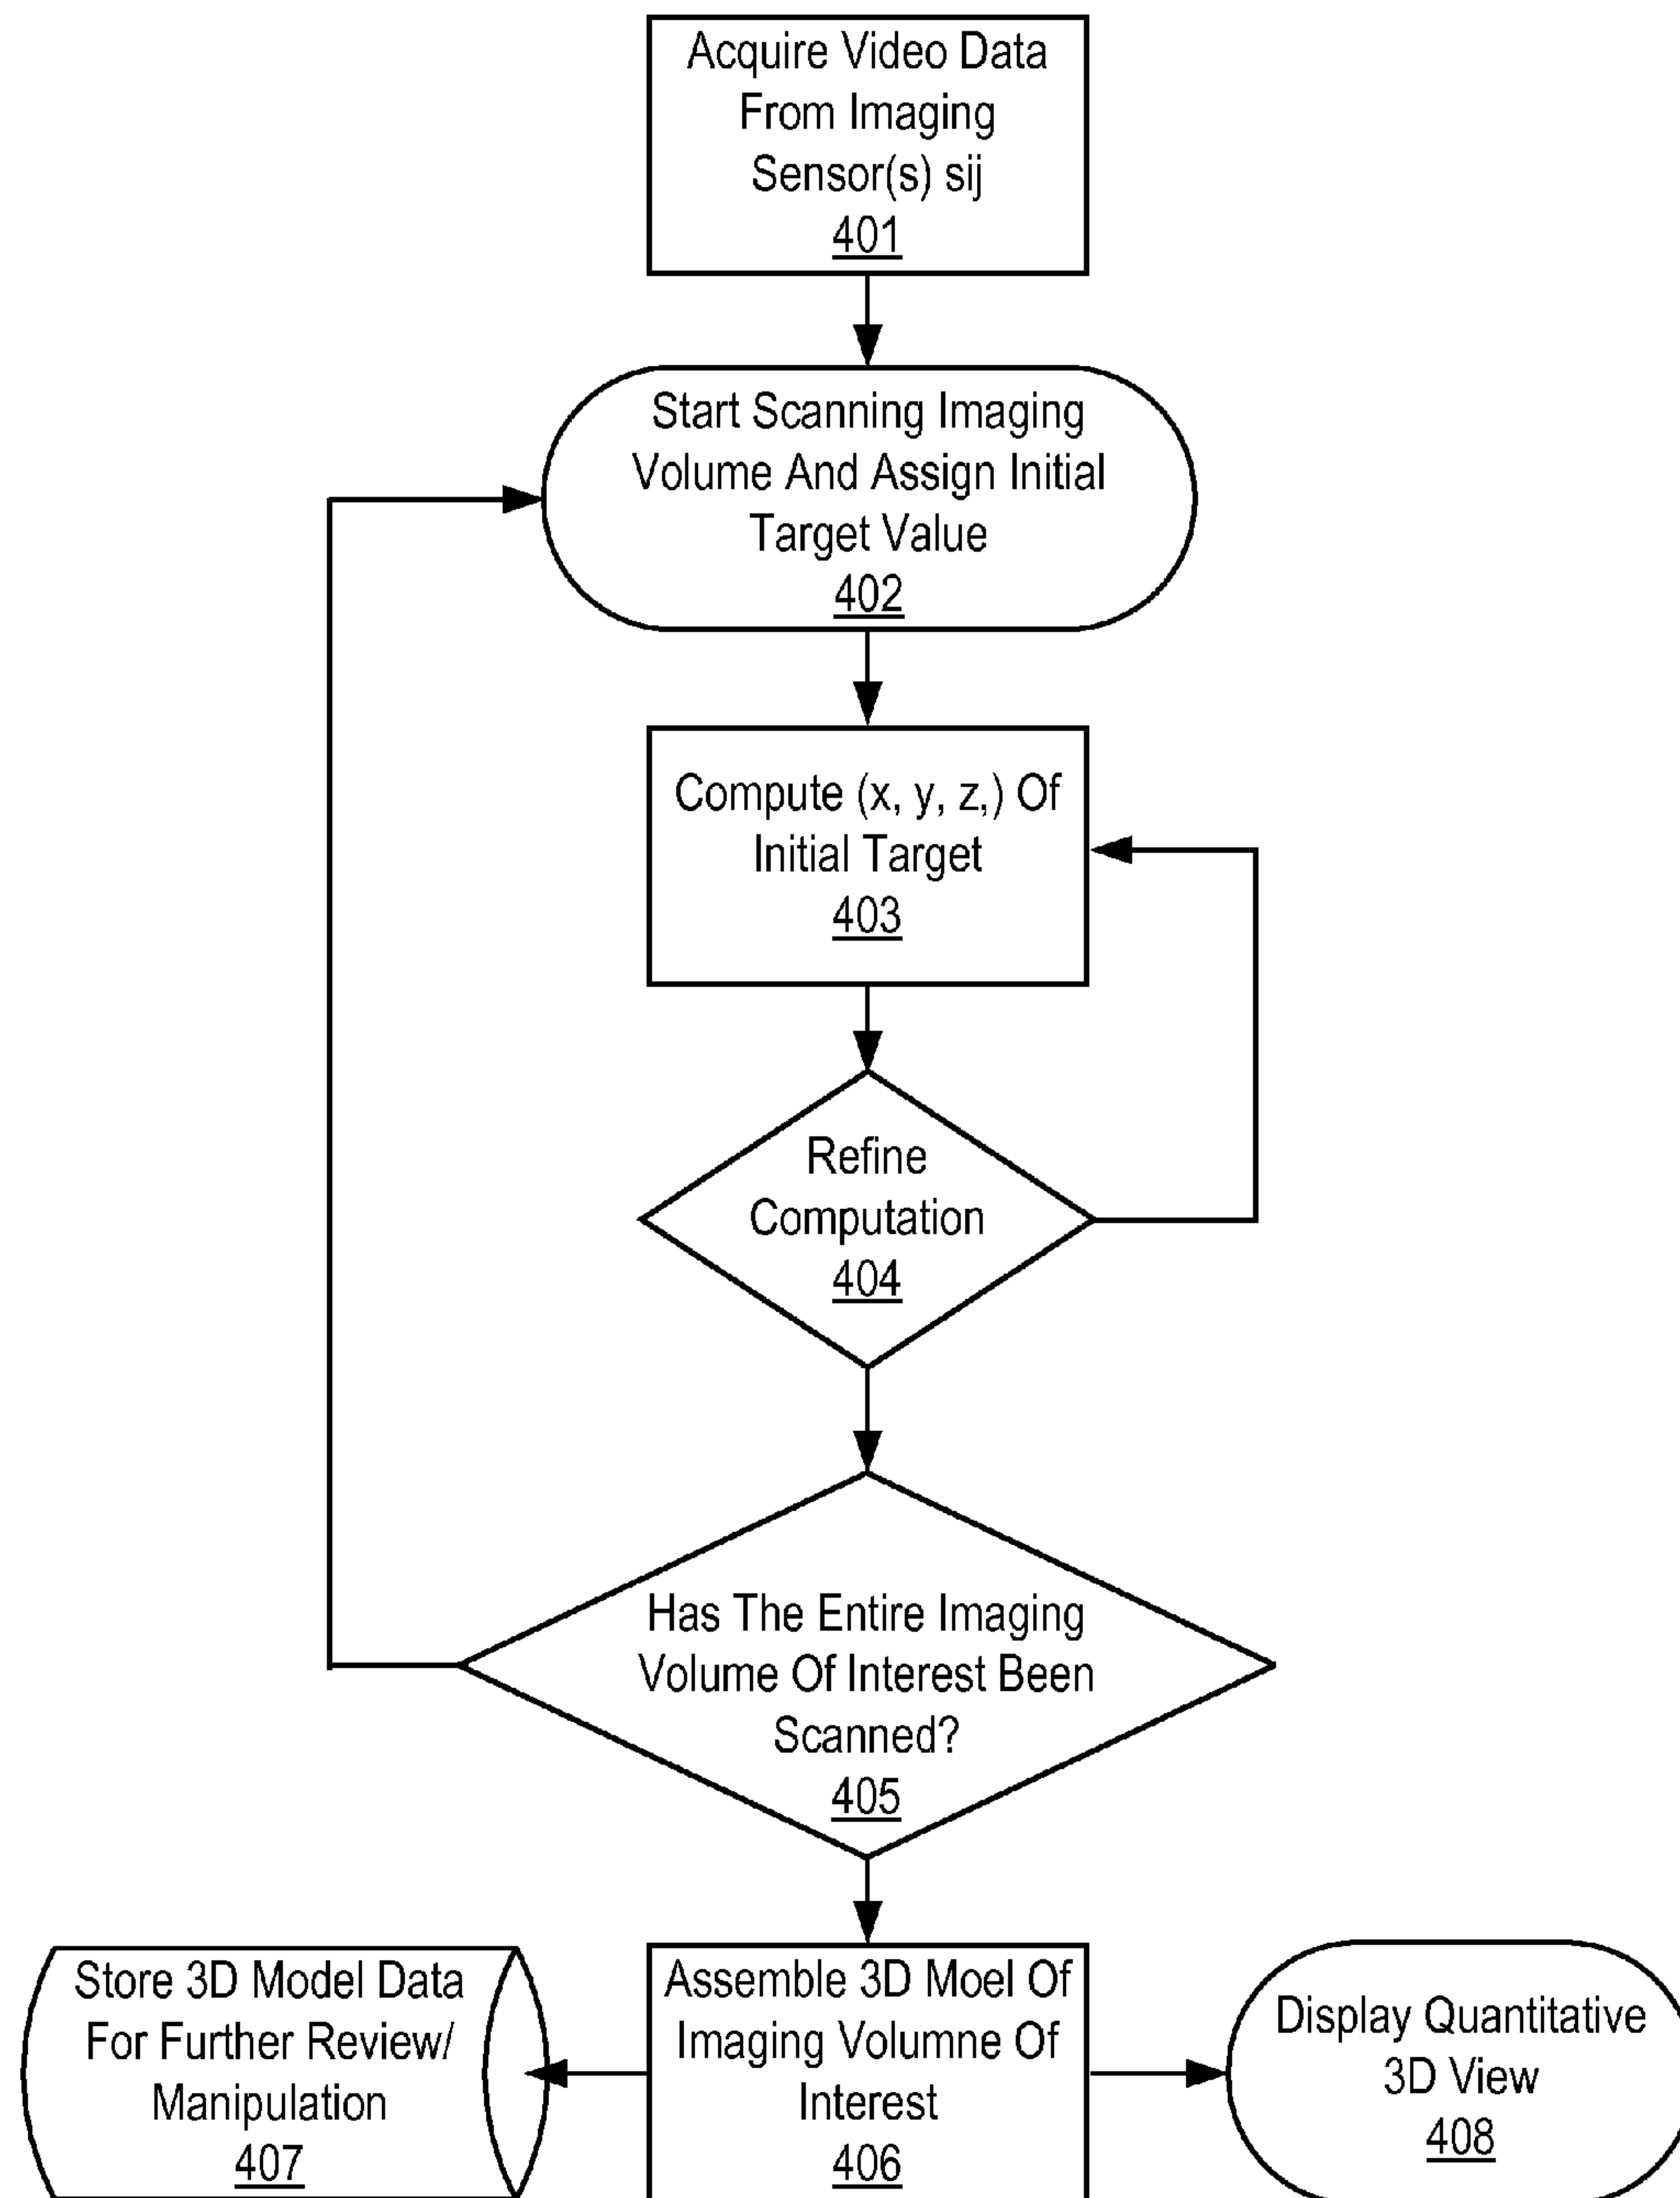 Acquire Video Data
From Imaging
Sensor(s) sij
401
Start Scanning Imaging
Volume And Assign Initial
Target Value
402
Compute (x, y, z,) Of
Initial Target
403
Refine
Computation
404
Has The Entire Imaging
Volume Of Interest Been
Scanned?
405
Store 3D Model Data
For Further Review/
Manipulation
407
Assemble 3D Moel Of
Imaging Volumne Of
Interest
406
Display Quantitative
3D View
408